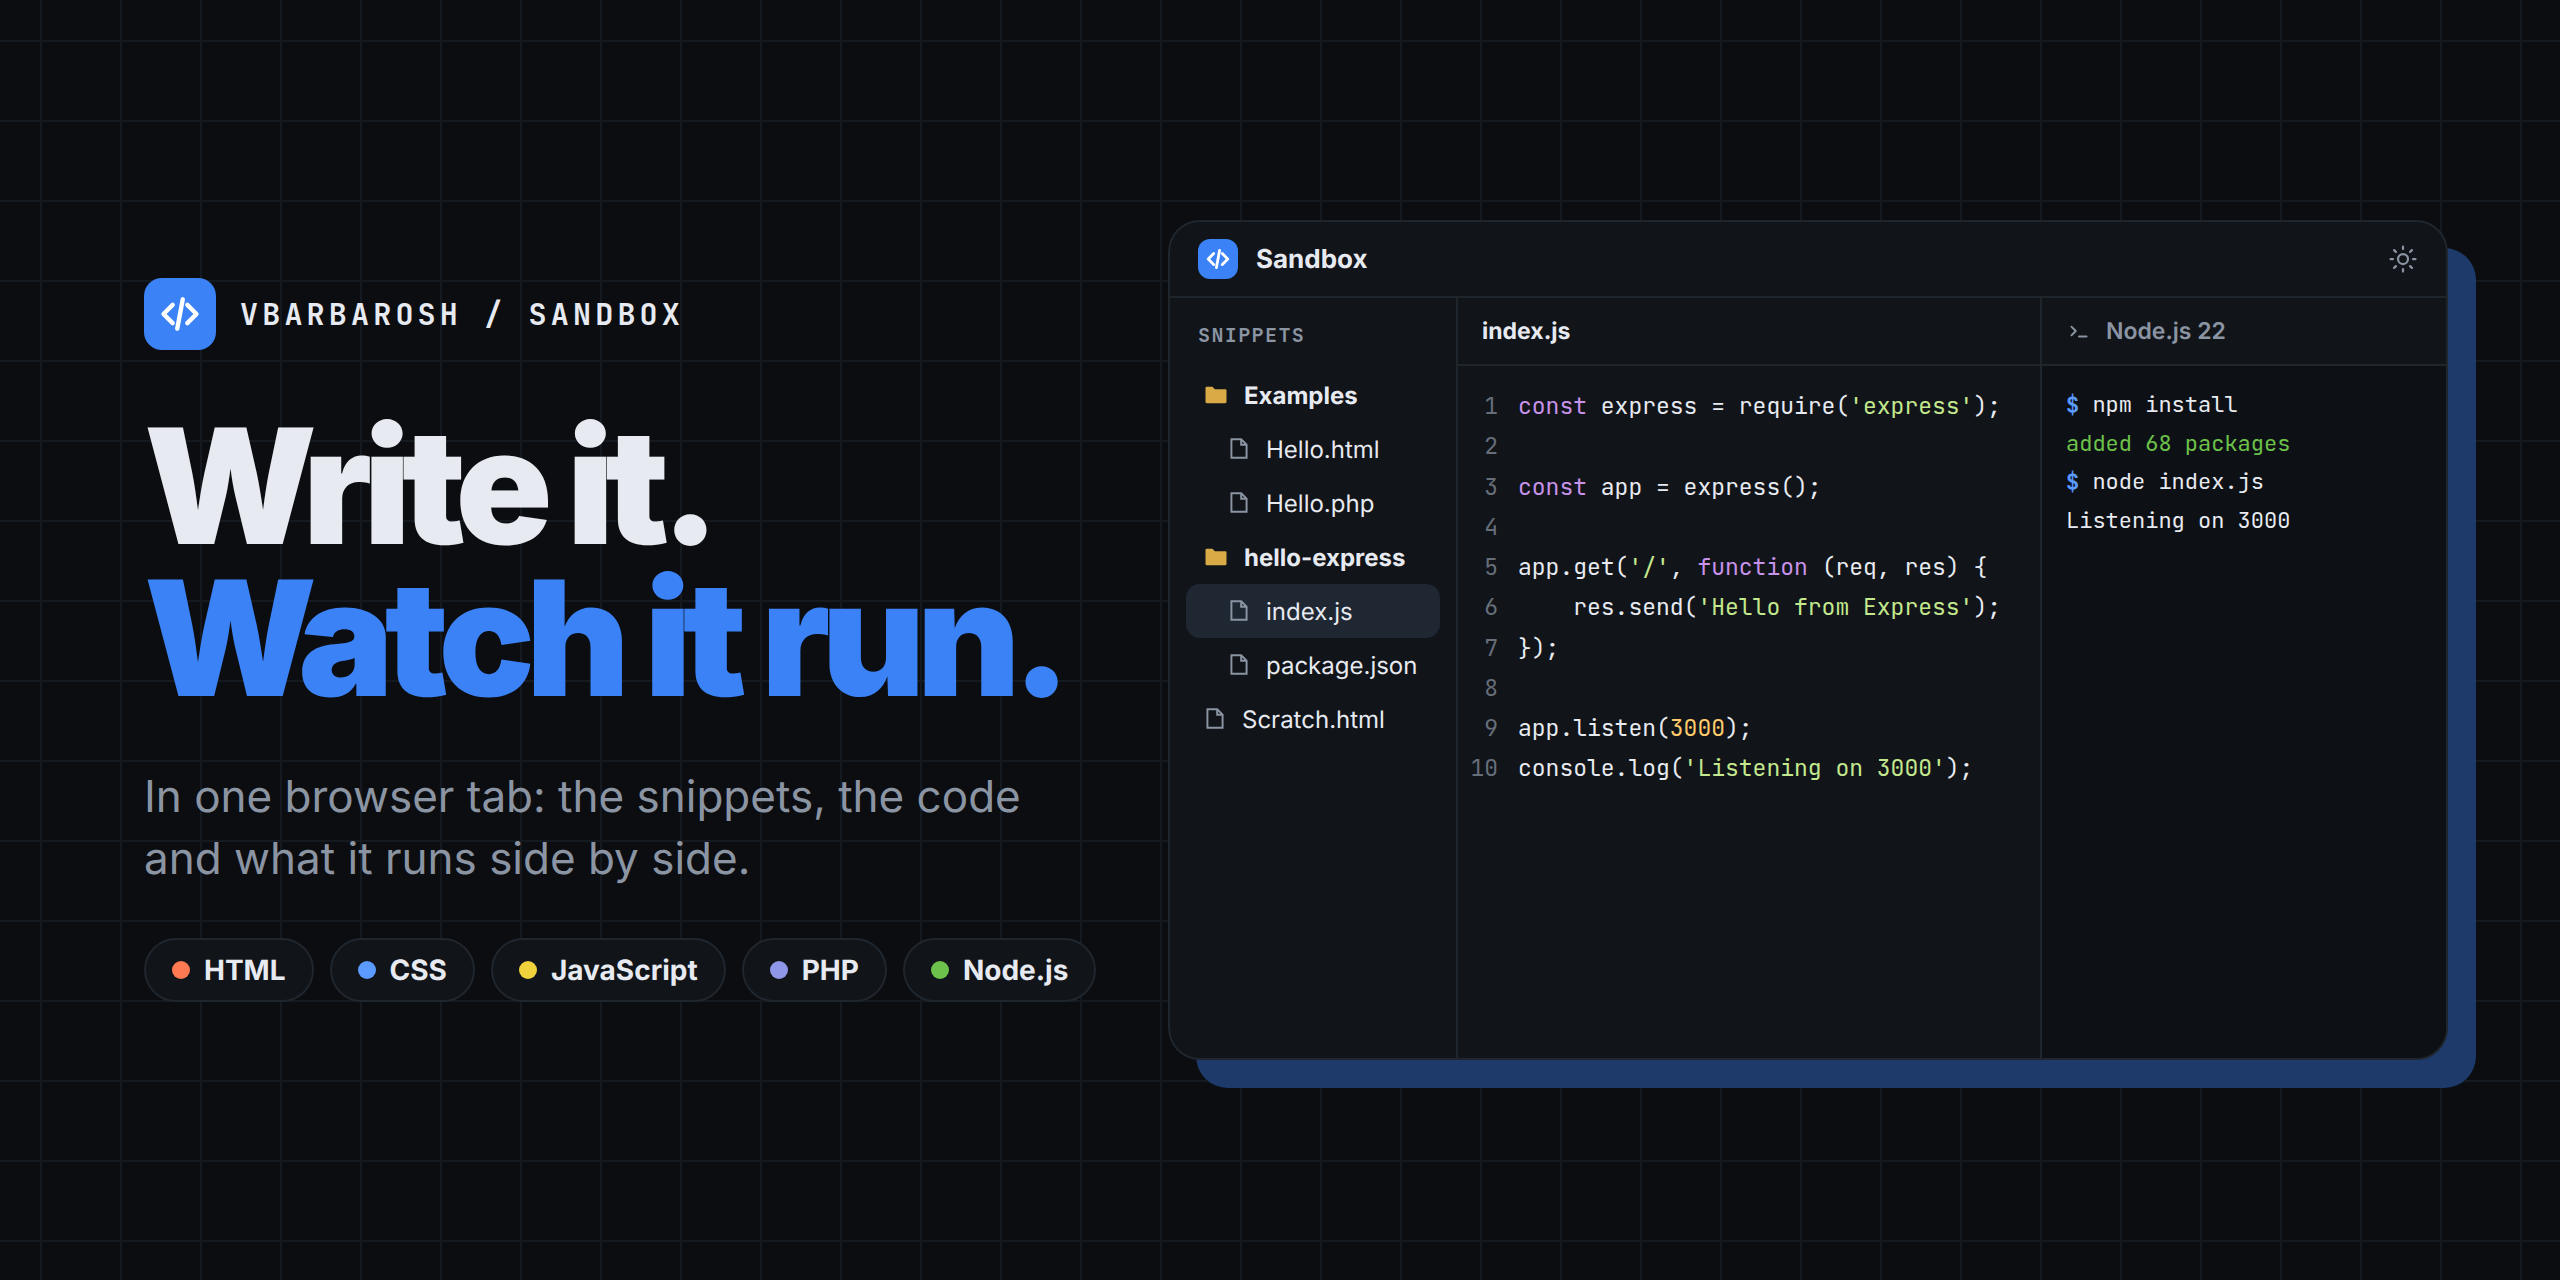 VBARBAROSH / SANDBOX
Write it.
Watch it run.
In one browser tab: the snippets, the code
and what it runs side by side.
HTML
CSS
JavaScript
PHP
Node.js
Sandbox
SNIPPETS
Examples
Hello.html
Hello.php
hello-express
index.js
package.json
Scratch.html
index.js
1 const express = require('express');
2
3 const app = express();
4
5 app.get('/', function (req, res) {
6     res.send('Hello from Express');
7 });
8
9 app.listen(3000);
10 console.log('Listening on 3000');
>_ Node.js 22
$ npm install
added 68 packages
$ node index.js
Listening on 3000